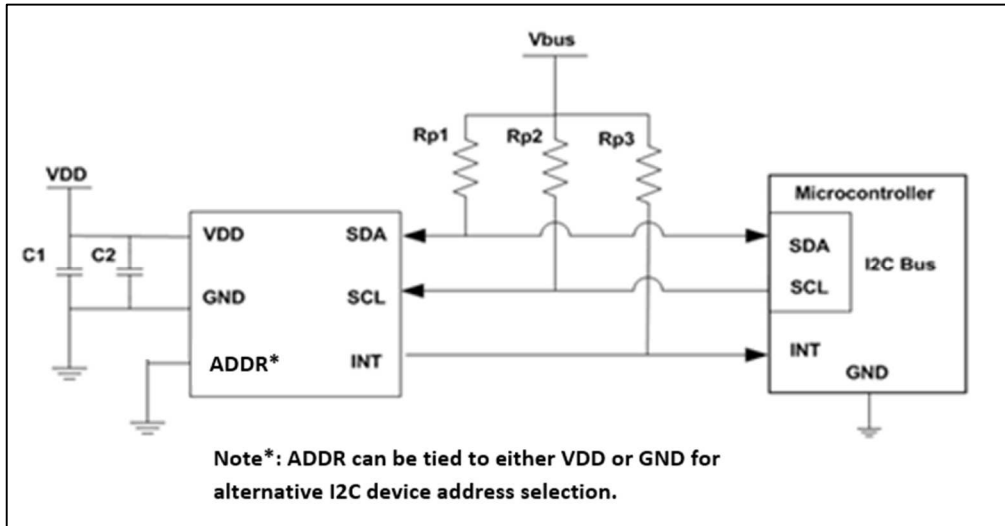 Vbus
Rp1
Rp2
Rp3
VDD
Microcontroller
C1
C2
VDD
SDA
SDA
I2C Bus
GND
SCL
SCL
ADDR*
INT
INT
GND
Note*: ADDR can be tied to either VDD or GND for
alternative I2C device address selection.